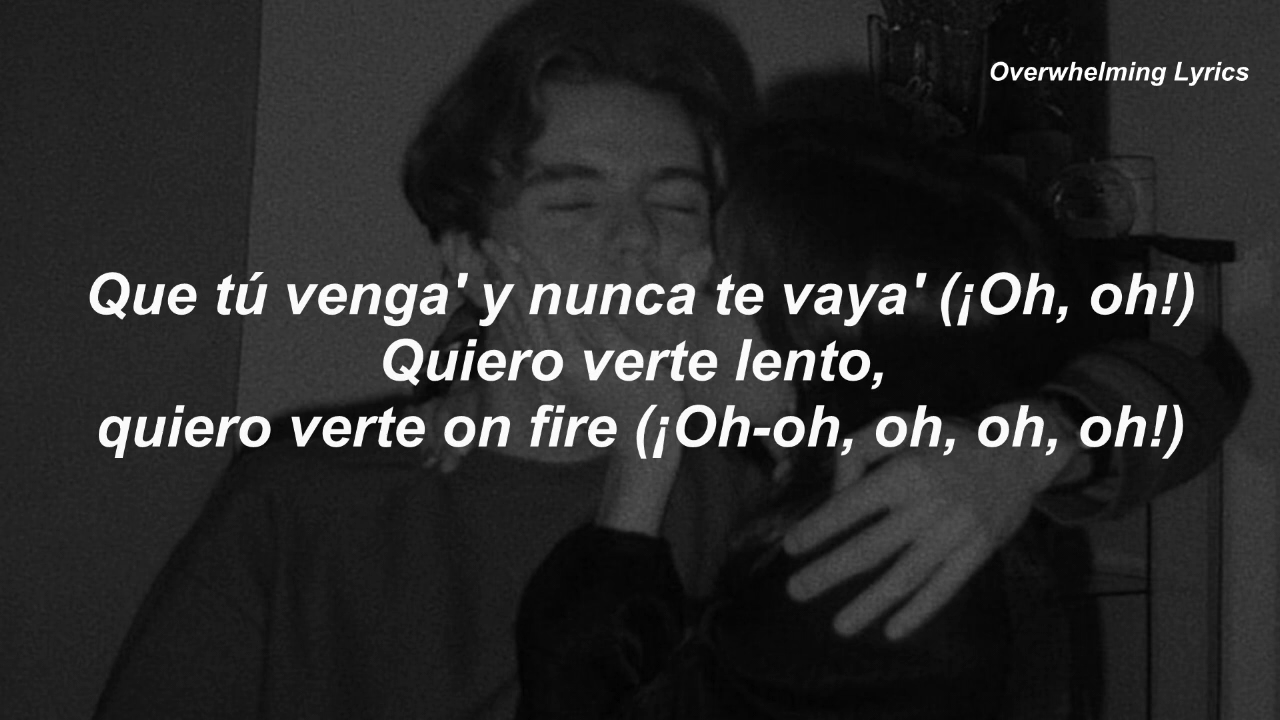 Overwhelming Lyrics
Que tú venga' y nunca te vaya' (¡Oh, oh!)
Quiero verte lento,
quiero verte on fire (¡Oh-oh, oh, oh, oh!)